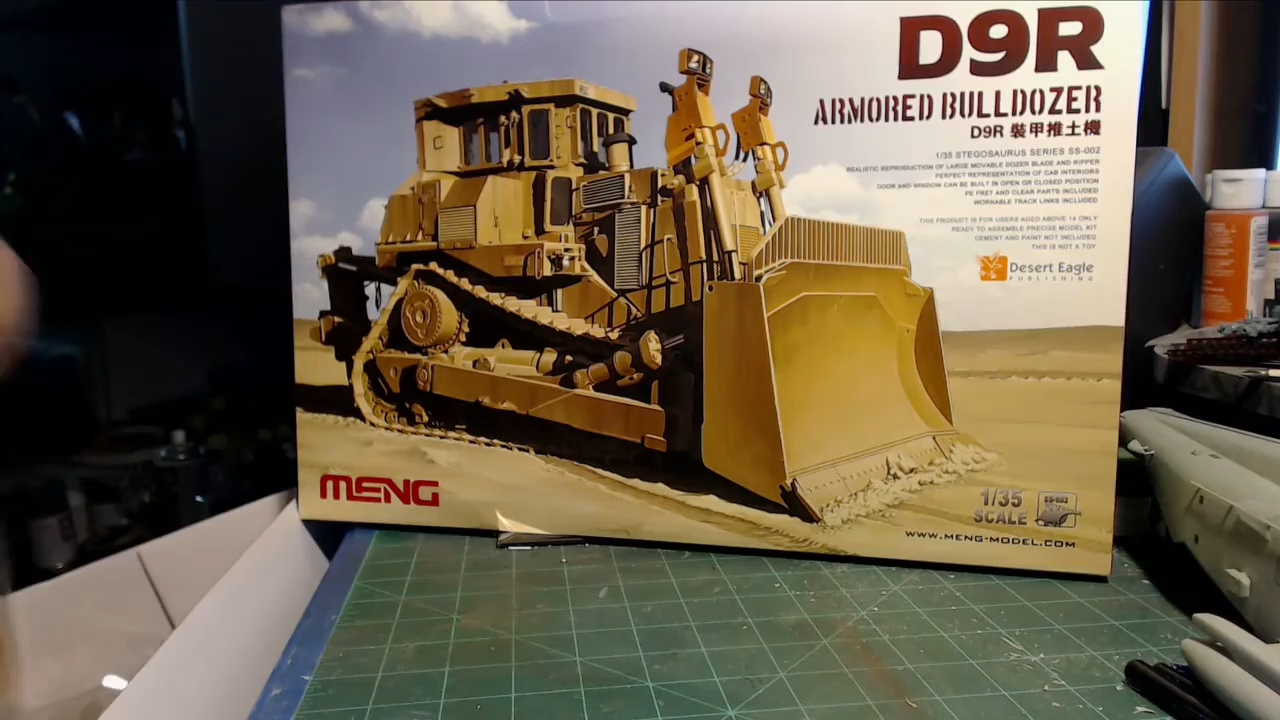 D9R
ARMORED BULLDOZER
D9R 裝甲推土機
1/35 STEGOSAURUS SERIES SS-002
REALISTIC REPRODUCTION OF LARGE MOVABLE DOZER BLADE AND RIPPER
PERFECT REPRESENTATION OF CAB INTERIORS
DOOR AND WINDOW CAN BE BUILT IN OPEN OR CLOSED POSITION
PE FRET AND CLEAR PARTS INCLUDED
WORKABLE TRACK LINKS INCLUDED
THIS PRODUCT IS FOR USERS AGED ABOVE 14 ONLY
READY TO ASSEMBLE PRECISE MODEL KIT
CEMENT AND PAINT NOT INCLUDED
THIS IS NOT A TOY
Desert Eagle
PUBLISHING
MENG
1/35
SCALE
SS-002
WWW.MENG-MODEL.COM